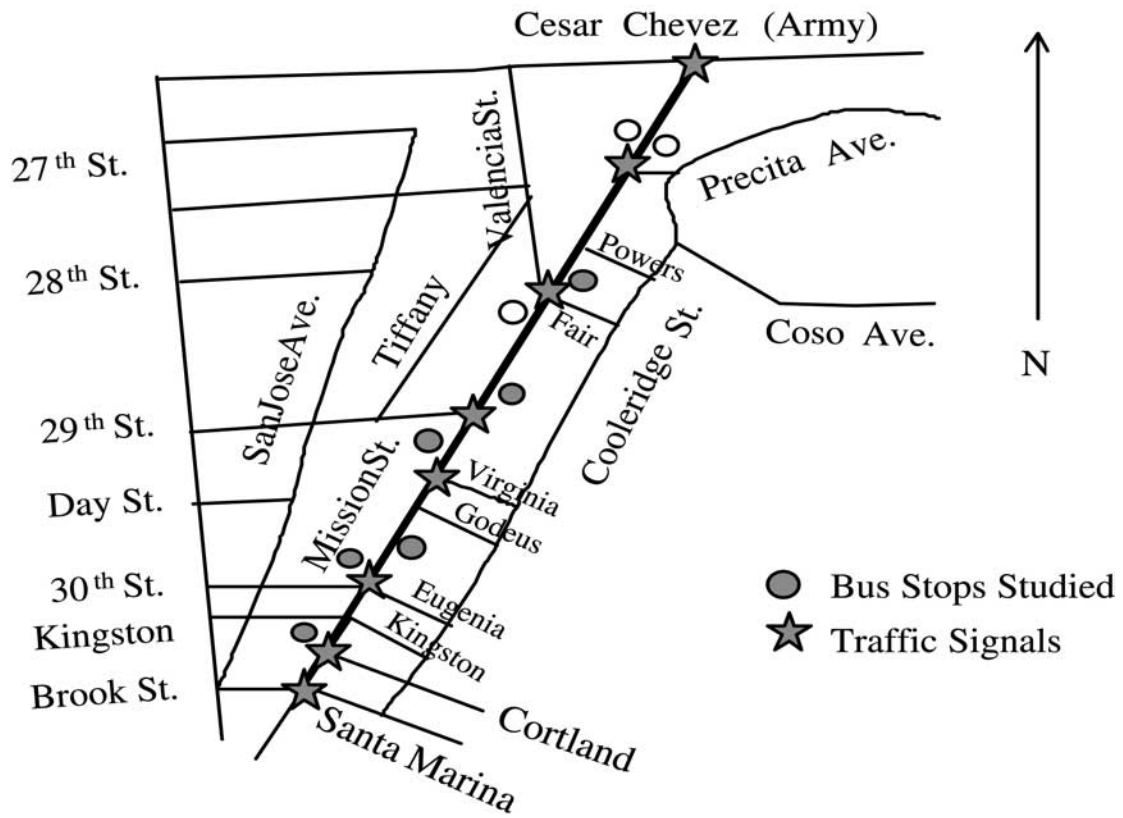 Cesar Chevez (Army)
27th St.
ValenciaSt.
Precita Ave.
28th St.
Powers
SanJoseAve.
Tiffany
Fair
Cooleridge St.
Coso Ave.
N
29th St.
MissionSt.
Virginia
Day St.
Godeus
30th St.
Eugenia
Bus Stops Studied
Kingston
Kingston
Traffic Signals
Brook St.
Santa Marina
Cortland